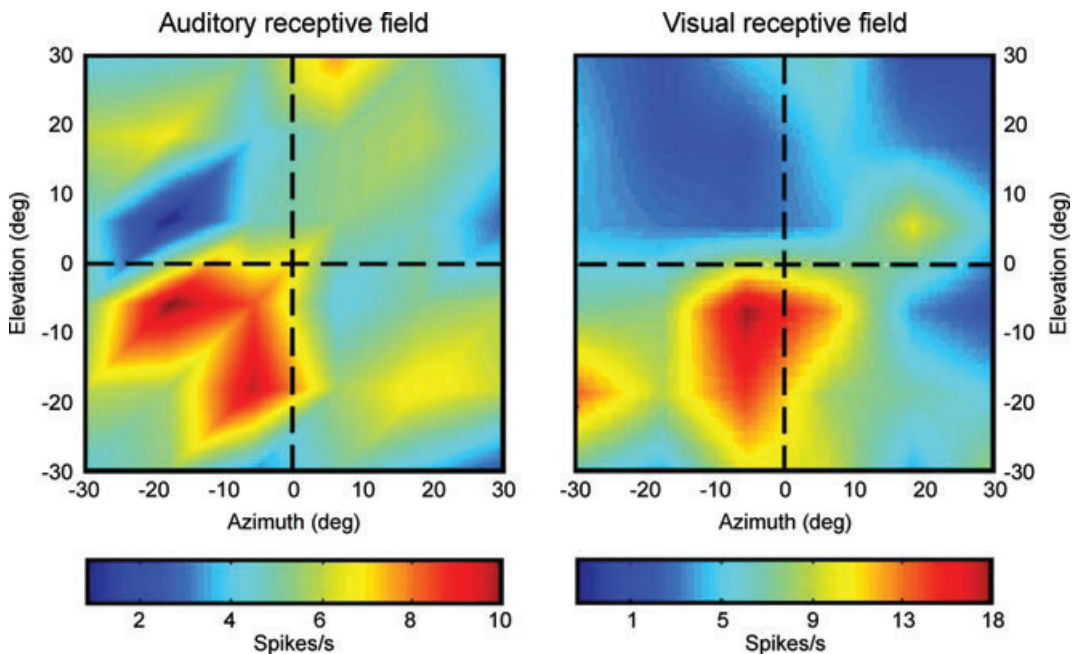 Auditory receptive field
Visual receptive field
30
20
10
0
-10
-20
-30
Elevation (deg)
-30 -20 -10 0 10 20 30
Azimuth (deg)
-30 -20 -10 0 10 20 30
Azimuth (deg)
30
20
10
0
-10
-20
-30
Elevation (deg)
2 4 6 8 10
Spikes/s
1 5 9 13 18
Spikes/s